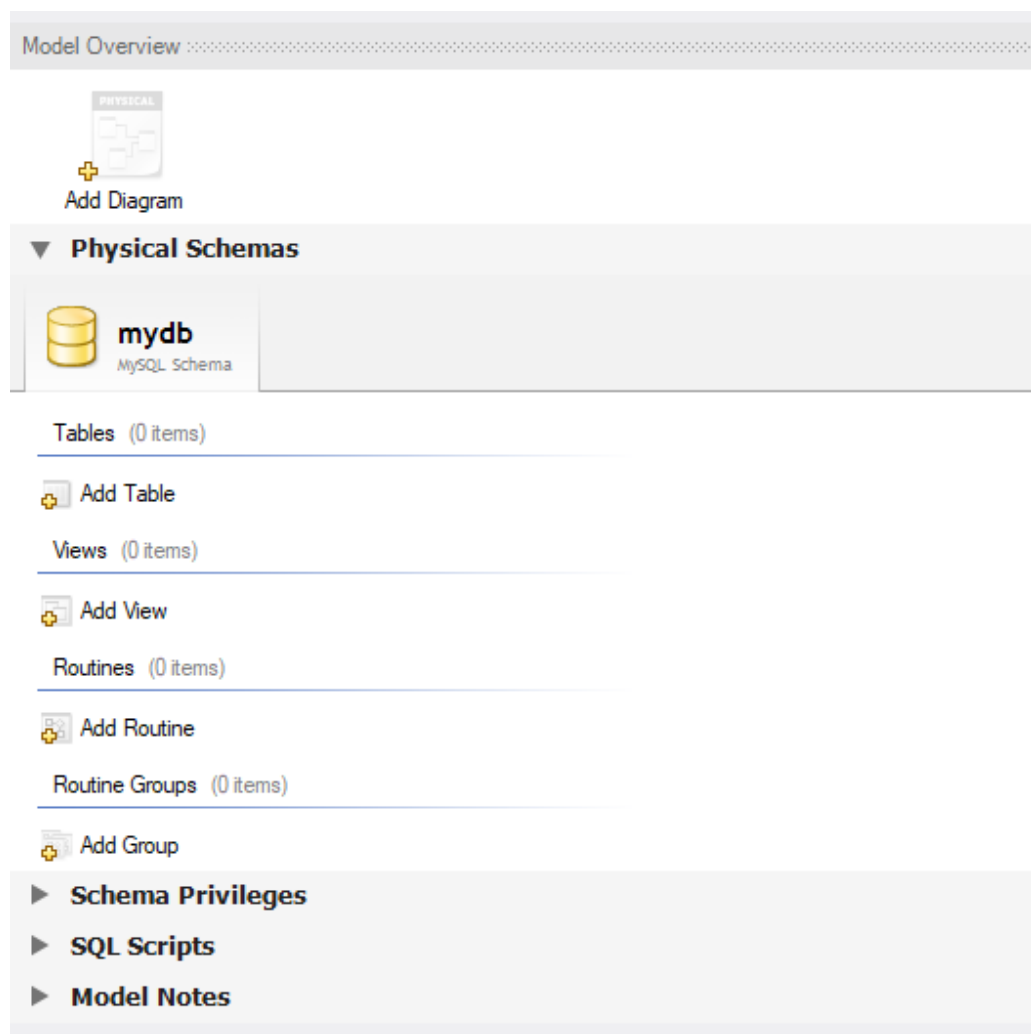 Model Overview
PHYSICAL
Add Diagram
Physical Schemas
mydb
MySQL Schema
Tables (0 items)
Add Table
Views (0 items)
Add View
Routines (0 items)
Add Routine
Routine Groups (0 items)
Add Group
Schema Privileges
SQL Scripts
Model Notes